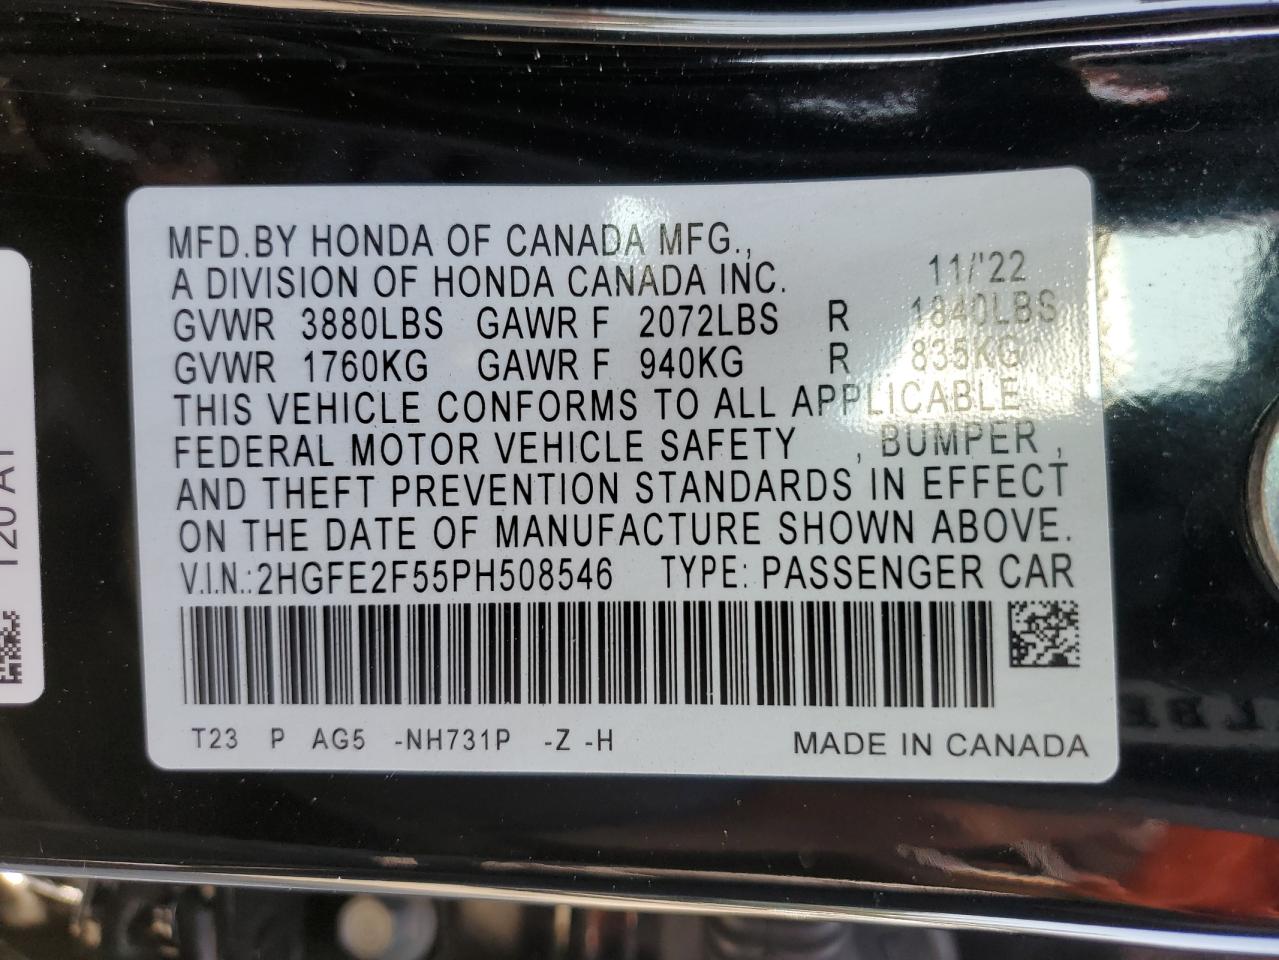 MFD.BY HONDA OF CANADA MFG.,
A DIVISION OF HONDA CANADA INC. 11/'22
GVWR 3880LBS GAWR F 2072LBS R 1840LBS
GVWR 1760KG GAWR F 940KG R 835KG
THIS VEHICLE CONFORMS TO ALL APPLICABLE
FEDERAL MOTOR VEHICLE SAFETY , BUMPER ,
AND THEFT PREVENTION STANDARDS IN EFFECT
ON THE DATE OF MANUFACTURE SHOWN ABOVE.
V.I.N.:2HGFE2F55PH508546 TYPE: PASSENGER CAR
T23 P AG5 -NH731P -Z -H MADE IN CANADA